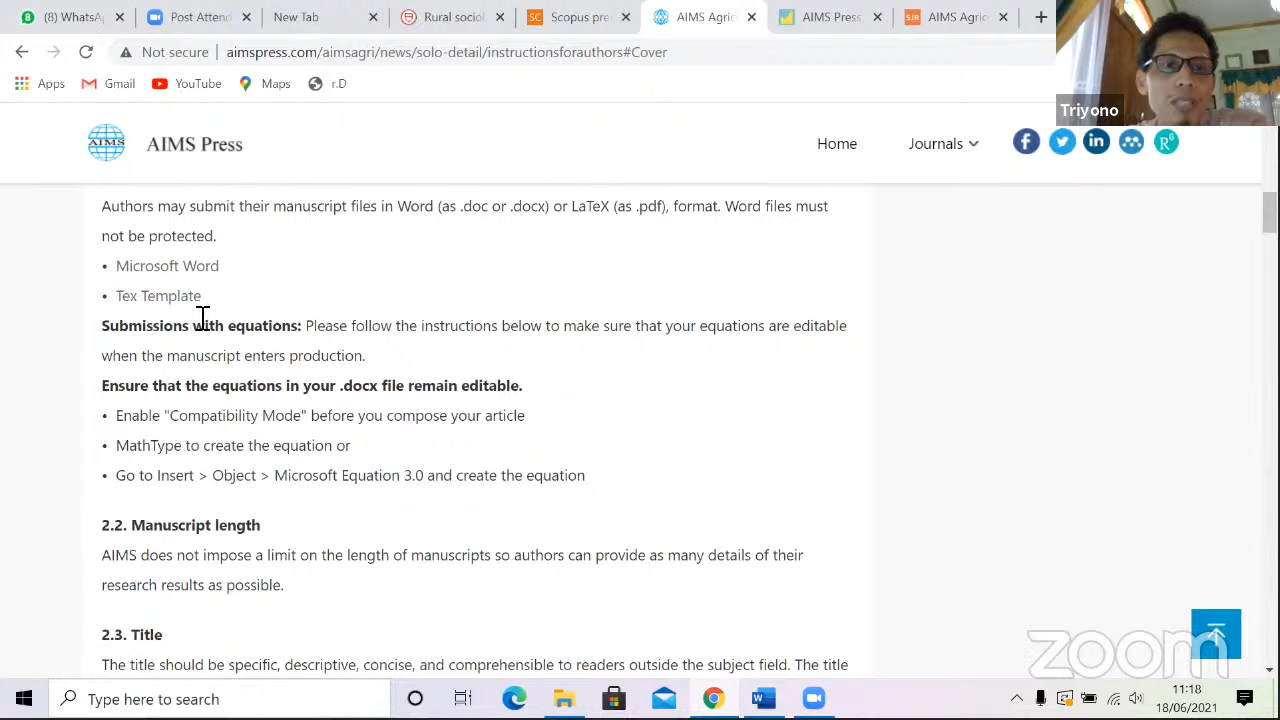 (8) WhatsA
Post Attend
New Tab
Rural sociol
SC
Scopus pre
AIMS Agric
AIMS Press
SJR
AIMS Agric
Not secure
aimspress.com/aimsagri/news/solo-detail/instructionsforauthors#Cover
Apps
Gmail
YouTube
Maps
r.D
Triyono
AIMS
AIMS Press
Home
Journals
Authors may submit their manuscript files in Word (as .doc or .docx) or LaTeX (as .pdf), format. Word files must
not be protected.
• Microsoft Word
• Tex Template
Submissions with equations: Please follow the instructions below to make sure that your equations are editable
when the manuscript enters production.
Ensure that the equations in your .docx file remain editable.
• Enable "Compatibility Mode" before you compose your article
• MathType to create the equation or
• Go to Insert > Object > Microsoft Equation 3.0 and create the equation
2.2. Manuscript length
AIMS does not impose a limit on the length of manuscripts so authors can provide as many details of their
research results as possible.
2.3. Title
The title should be specific, descriptive, concise, and comprehensible to readers outside the subject field. The title
zoom
Type here to search
11:18
18/06/2021